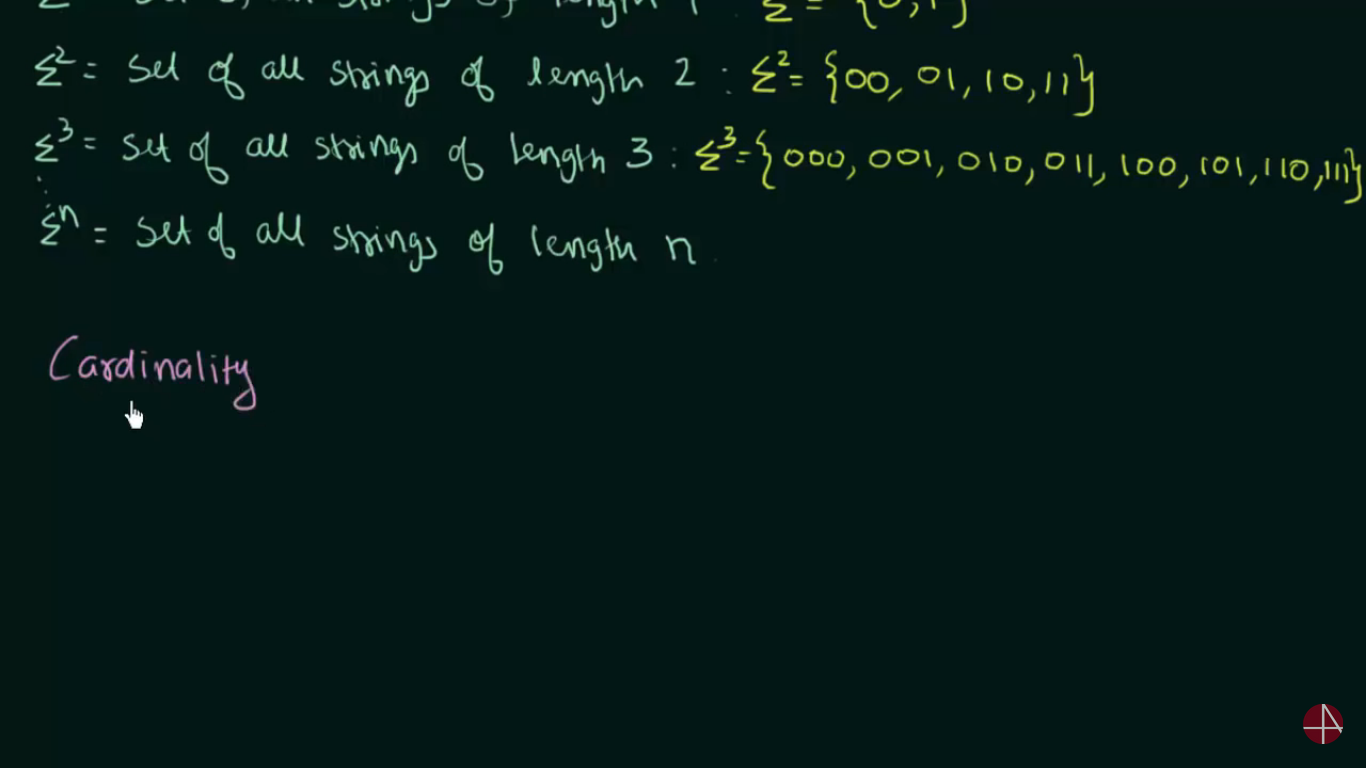 Σ² = Set of all strings of length 2 : Σ² = {00, 01, 10, 11}
Σ³ = Set of all strings of length 3 : Σ³ = {000, 001, 010, 011, 100, 101, 110, 111}
Σⁿ = Set of all strings of length n
Cardinality